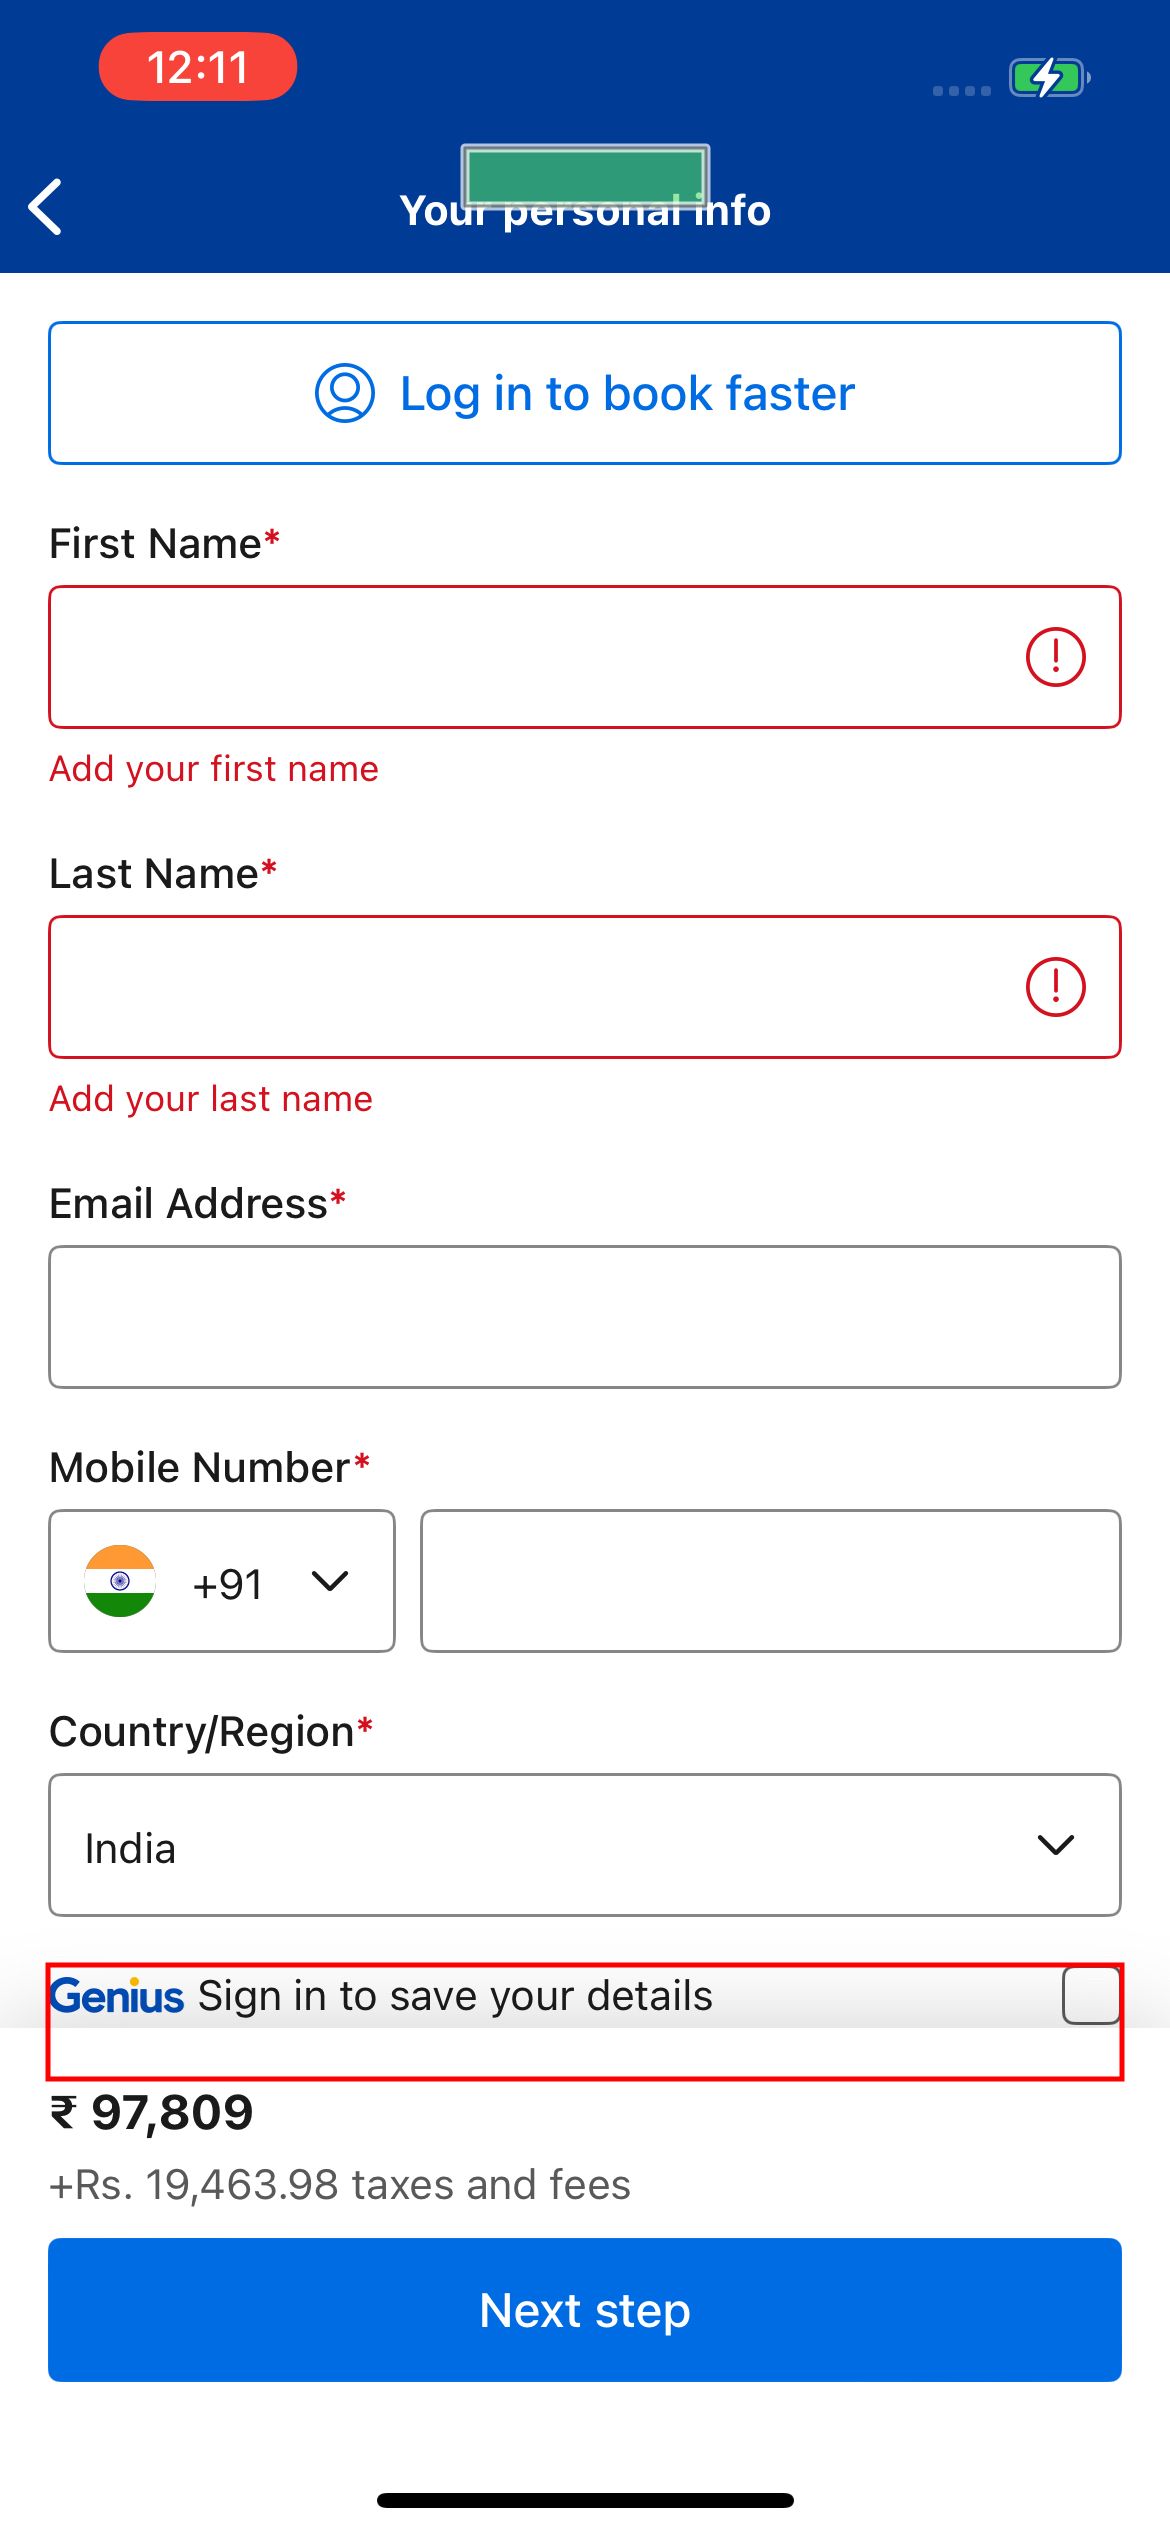 12:11
Your personal info
Log in to book faster
First Name*
Add your first name
Last Name*
Add your last name
Email Address*
Mobile Number*
+91
Country/Region*
India
Genius Sign in to save your details
₹ 97,809
+Rs. 19,463.98 taxes and fees
Next step